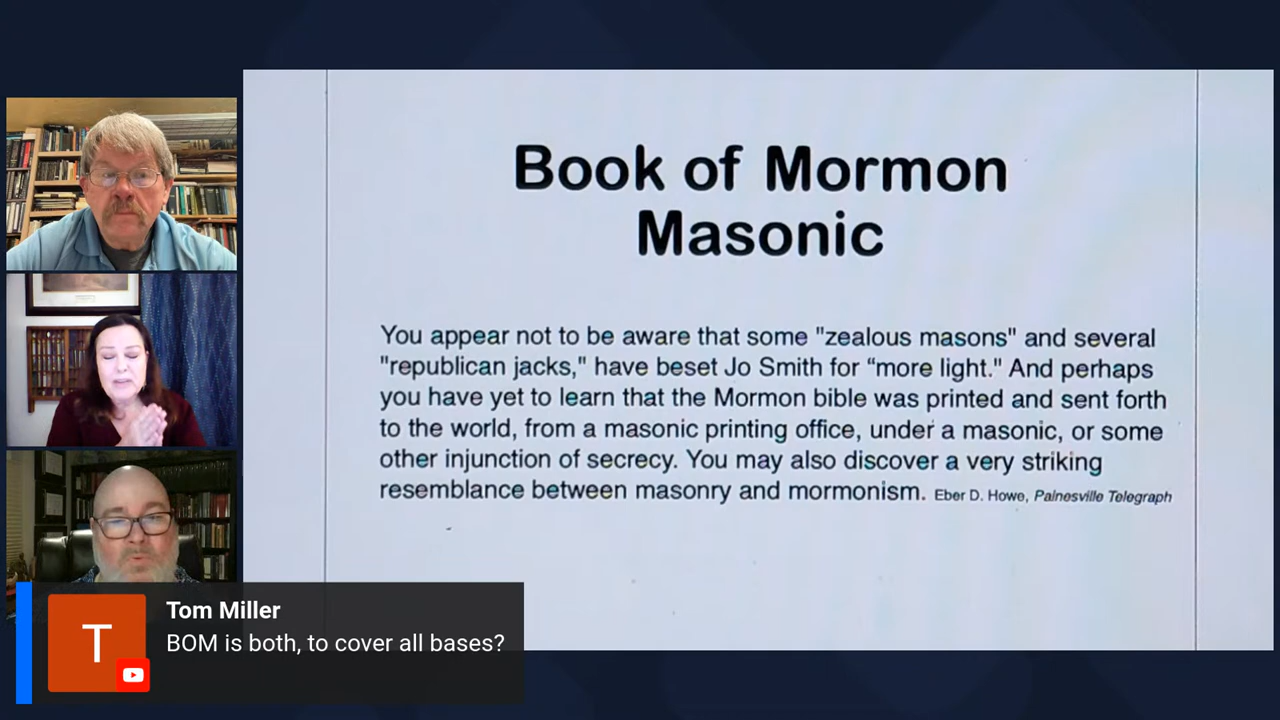 Book of Mormon
Masonic
You appear not to be aware that some "zealous masons" and several
"republican jacks," have beset Jo Smith for “more light." And perhaps
you have yet to learn that the Mormon bible was printed and sent forth
to the world, from a masonic printing office, under a masonic, or some
other injunction of secrecy. You may also discover a very striking
resemblance between masonry and mormonism. Eber D. Howe, Painesville Telegraph
T
Tom Miller
BOM is both, to cover all bases?